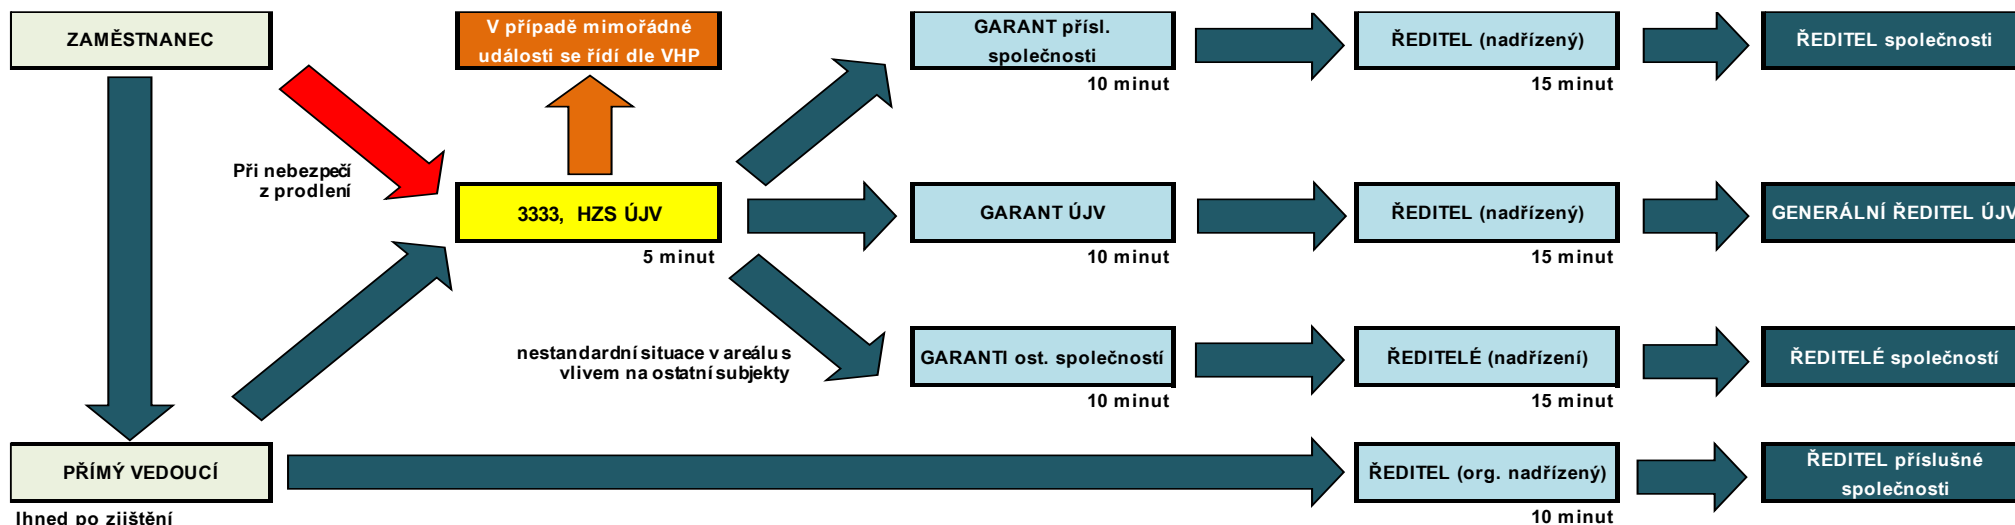 ZAMĚSTNANEC
V případě mimořádné
události se řídí dle VHP
GARANT přísl.
společnosti
10 minut
ŘEDITEL (nadřízený)
15 minut
ŘEDITEL společnosti
Při nebezpečí
z prodlení
3333, HZS ÚJV
5 minut
GARANT ÚJV
10 minut
ŘEDITEL (nadřízený)
15 minut
GENERÁLNÍ ŘEDITEL ÚJV
nestandardní situace v areálu s
vlivem na ostatní subjekty
GARANTI ost. společností
10 minut
ŘEDITELÉ (nadřízení)
15 minut
ŘEDITELÉ společností
PŘÍMÝ VEDOUCÍ
Ihned po zjištění
ŘEDITEL (org. nadřízený)
10 minut
ŘEDITEL příslušné
společnosti